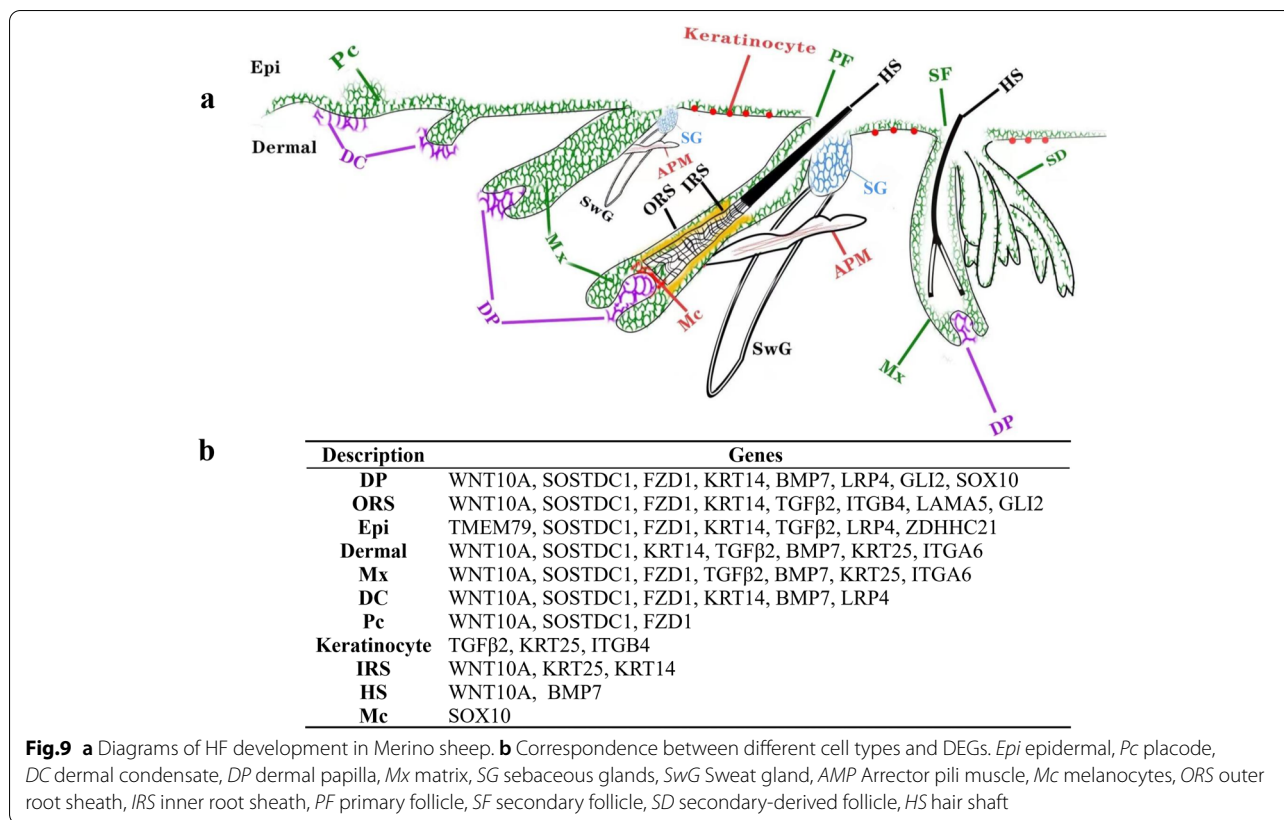 a
Epi
Dermal
Pc
DC
Keratinocyte
PF
HS
SF
HS
SG
APM
SwG
ORS
IRS
SG
SD
Mx
APM
DP
Mc
SwG
Mx
DP
b
Description Genes
DP WNT10A, SOSTDC1, FZD1, KRT14, BMP7, LRP4, GLI2, SOX10
ORS WNT10A, SOSTDC1, FZD1, KRT14, TGFβ2, ITGB4, LAMA5, GLI2
Epi TMEM79, SOSTDC1, FZD1, KRT14, TGFβ2, LRP4, ZDHHC21
Dermal WNT10A, SOSTDC1, KRT14, TGFβ2, BMP7, KRT25, ITGA6
Mx WNT10A, SOSTDC1, FZD1, TGFβ2, BMP7, KRT25, ITGA6
DC WNT10A, SOSTDC1, FZD1, KRT14, BMP7, LRP4
Pc WNT10A, SOSTDC1, FZD1
Keratinocyte TGFβ2, KRT25, ITGB4
IRS WNT10A, KRT25, KRT14
HS WNT10A, BMP7
Mc SOX10
Fig.9 a Diagrams of HF development in Merino sheep. b Correspondence between different cell types and DEGs. Epi epidermal, Pc placode,
DC dermal condensate, DP dermal papilla, Mx matrix, SG sebaceous glands, SwG Sweat gland, AMP Arrector pili muscle, Mc melanocytes, ORS outer
root sheath, IRS inner root sheath, PF primary follicle, SF secondary follicle, SD secondary-derived follicle, HS hair shaft